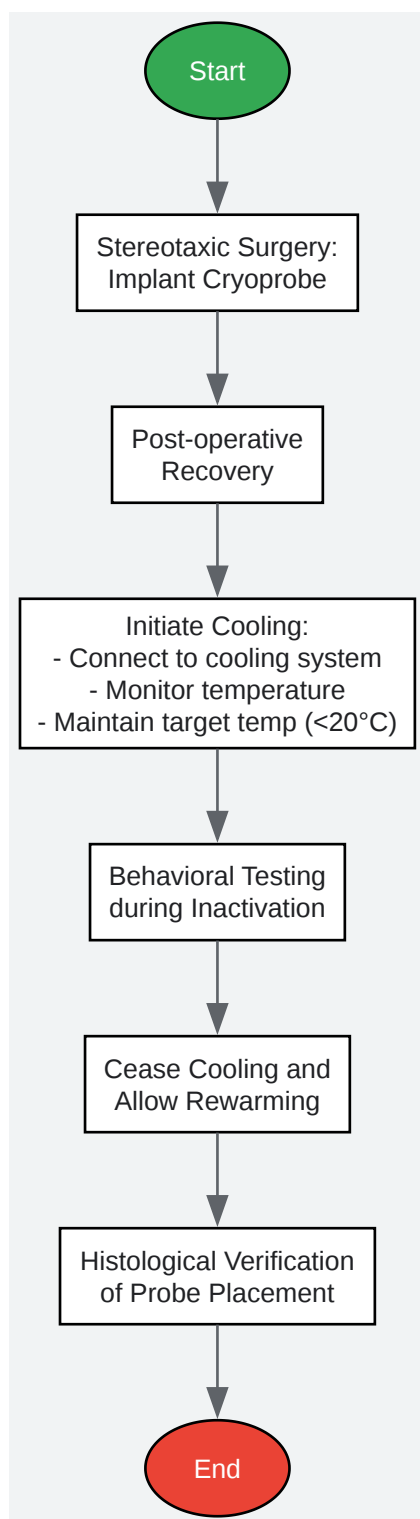 Start
Stereotaxic Surgery:
Implant Cryoprobe
Post-operative
Recovery
Initiate Cooling:
- Connect to cooling system
- Monitor temperature
- Maintain target temp (<20°C)
Behavioral Testing
during Inactivation
Cease Cooling and
Allow Rewarming
Histological Verification
of Probe Placement
End